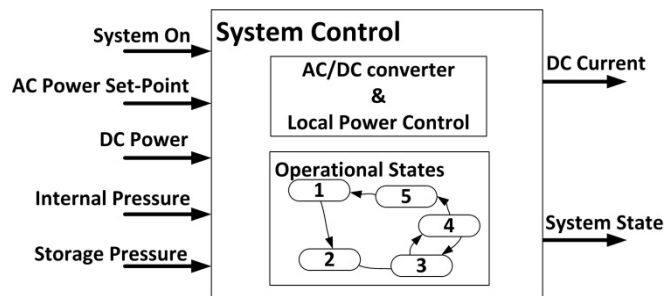 System On
AC Power Set-Point
DC Power
Internal Pressure
Storage Pressure
System Control
AC/DC converter
&
Local Power Control
Operational States
1
5
4
2
3
DC Current
System State